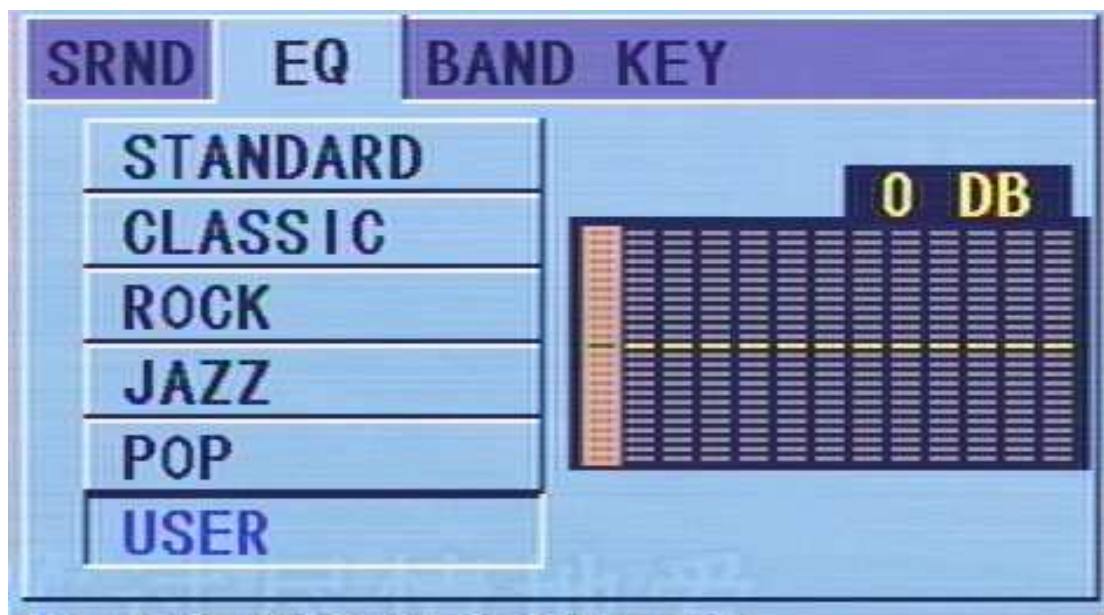 SRND EQ BAND KEY
STANDARD
CLASSIC
0 DB
ROCK
JAZZ
POP
USER